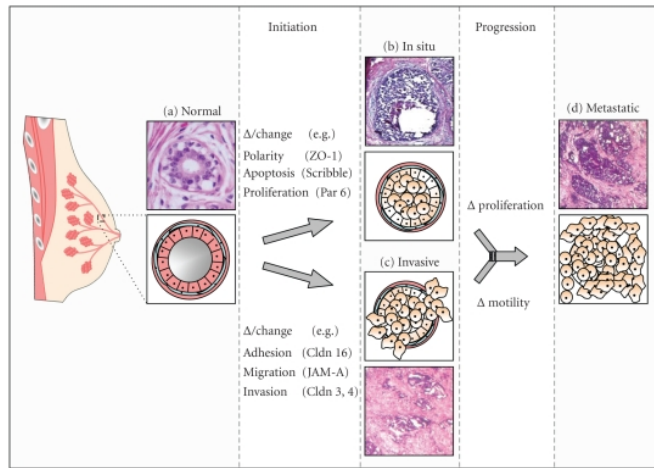 Initiation
Progression
(a) Normal
Δ/change (e.g.)
Polarity (ZO-1)
Apoptosis (Scribble)
Proliferation (Par 6)
Δ/change (e.g.)
Adhesion (Cldn 16)
Migration (JAM-A)
Invasion (Cldn 3, 4)
(b) In situ
(c) Invasive
Δ proliferation
Δ motility
(d) Metastatic